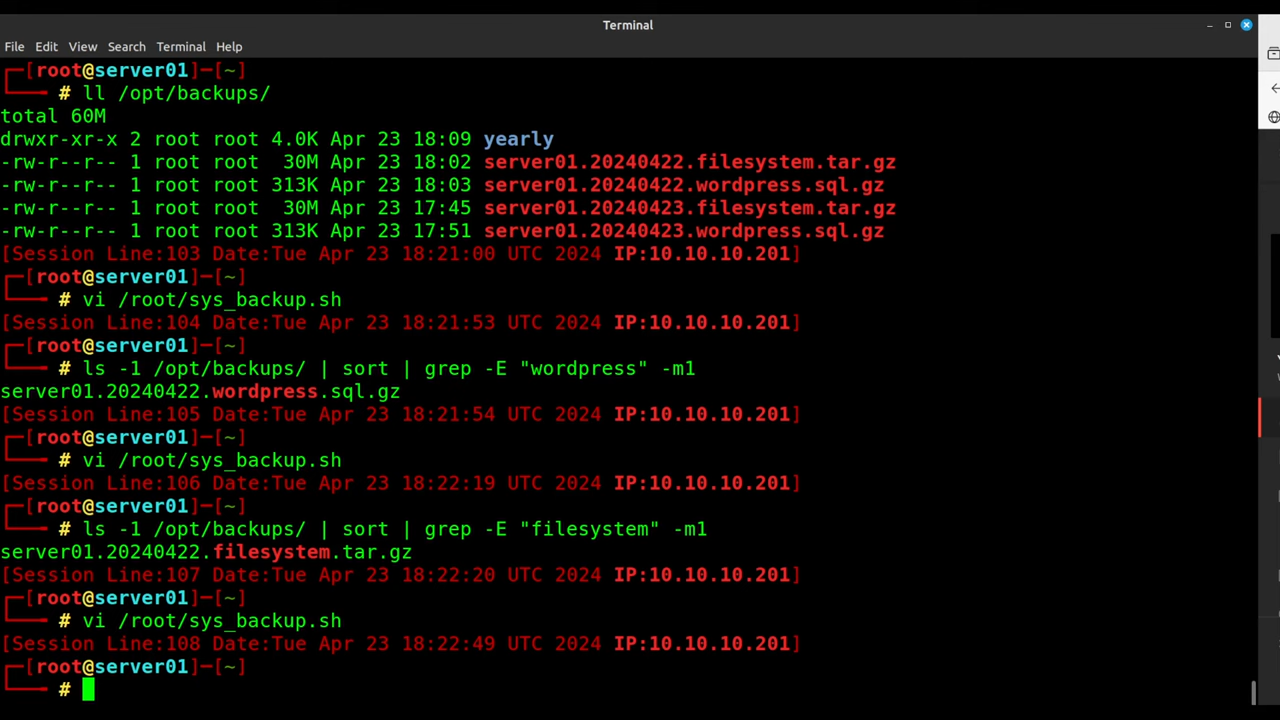 Terminal
File Edit View Search Terminal Help
┌─[root@server01]─[~]
└── # ll /opt/backups/
total 60M
drwxr-xr-x 2 root root 4.0K Apr 23 18:09 yearly
-rw-r--r-- 1 root root  30M Apr 23 18:02 server01.20240422.filesystem.tar.gz
-rw-r--r-- 1 root root 313K Apr 23 18:03 server01.20240422.wordpress.sql.gz
-rw-r--r-- 1 root root  30M Apr 23 17:45 server01.20240423.filesystem.tar.gz
-rw-r--r-- 1 root root 313K Apr 23 17:51 server01.20240423.wordpress.sql.gz
[Session Line:103 Date:Tue Apr 23 18:21:00 UTC 2024 IP:10.10.10.201]
┌─[root@server01]─[~]
└── # vi /root/sys_backup.sh
[Session Line:104 Date:Tue Apr 23 18:21:53 UTC 2024 IP:10.10.10.201]
┌─[root@server01]─[~]
└── # ls -1 /opt/backups/ | sort | grep -E "wordpress" -m1
server01.20240422.wordpress.sql.gz
[Session Line:105 Date:Tue Apr 23 18:21:54 UTC 2024 IP:10.10.10.201]
┌─[root@server01]─[~]
└── # vi /root/sys_backup.sh
[Session Line:106 Date:Tue Apr 23 18:22:19 UTC 2024 IP:10.10.10.201]
┌─[root@server01]─[~]
└── # ls -1 /opt/backups/ | sort | grep -E "filesystem" -m1
server01.20240422.filesystem.tar.gz
[Session Line:107 Date:Tue Apr 23 18:22:20 UTC 2024 IP:10.10.10.201]
┌─[root@server01]─[~]
└── # vi /root/sys_backup.sh
[Session Line:108 Date:Tue Apr 23 18:22:49 UTC 2024 IP:10.10.10.201]
┌─[root@server01]─[~]
└── #